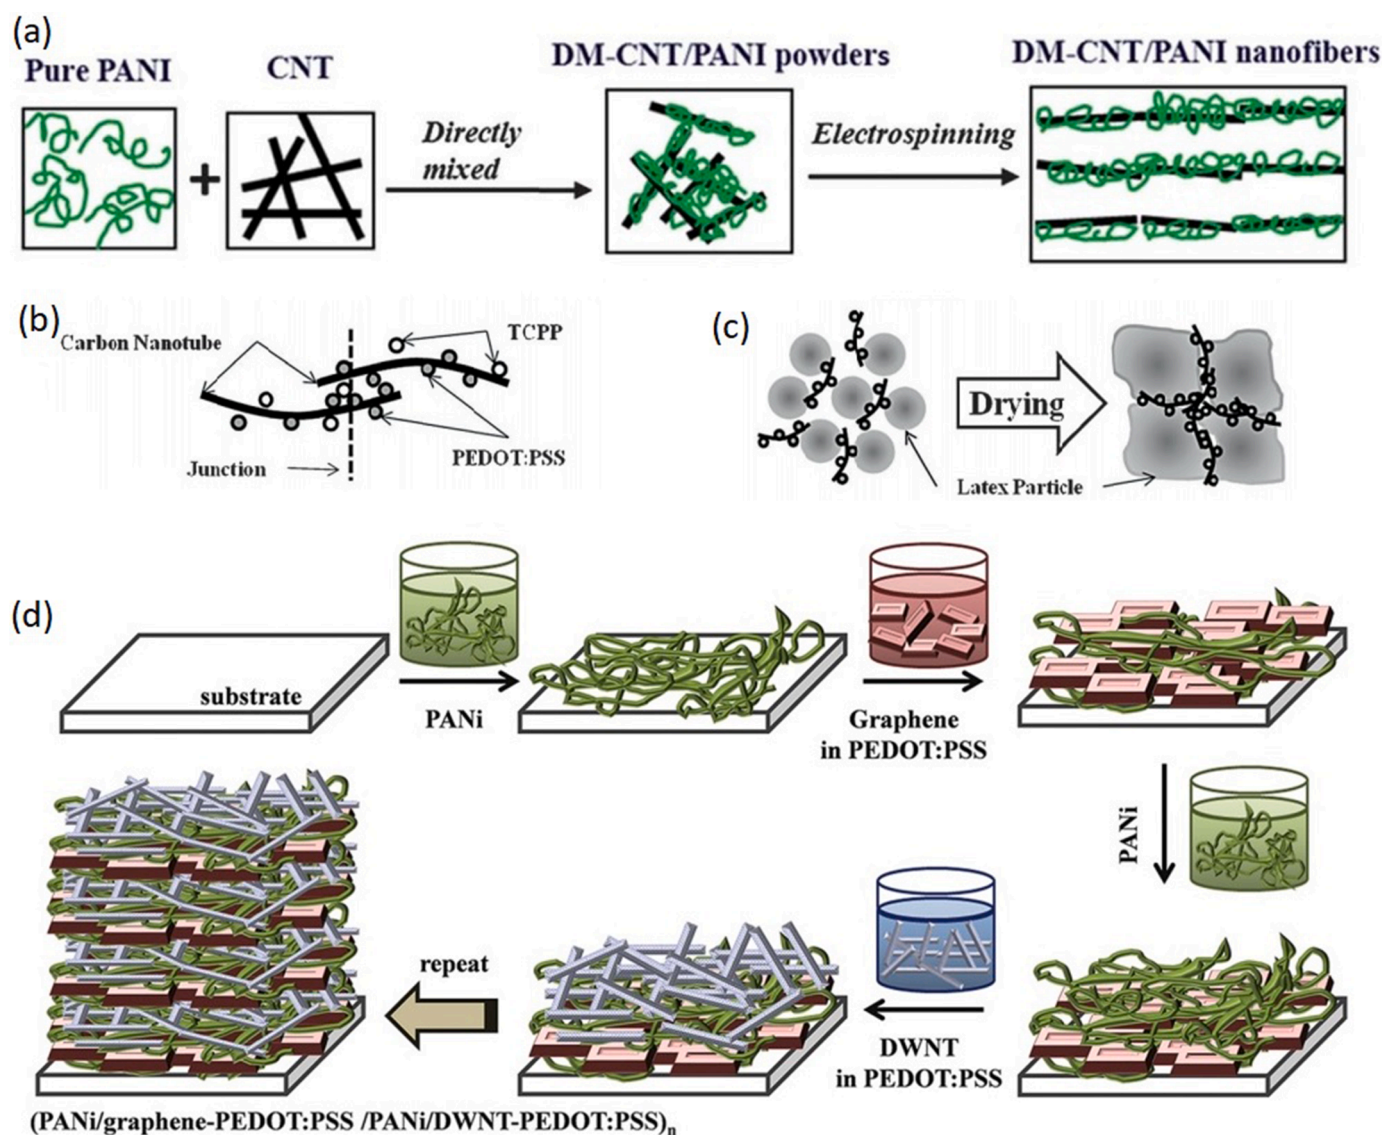 (a)
Pure PANI
CNT
DM-CNT/PANI powders
DM-CNT/PANI nanofibers
+
Directly
mixed
Electrospinning
(b)
Carbon Nanotube
TCPP
Junction
PEDOT:PSS
(c)
Drying
Latex Particle
(d)
substrate
PANi
Graphene
in PEDOT:PSS
PANi
DWNT
in PEDOT:PSS
repeat
(PANi/graphene-PEDOT:PSS /PANi/DWNT-PEDOT:PSS)n